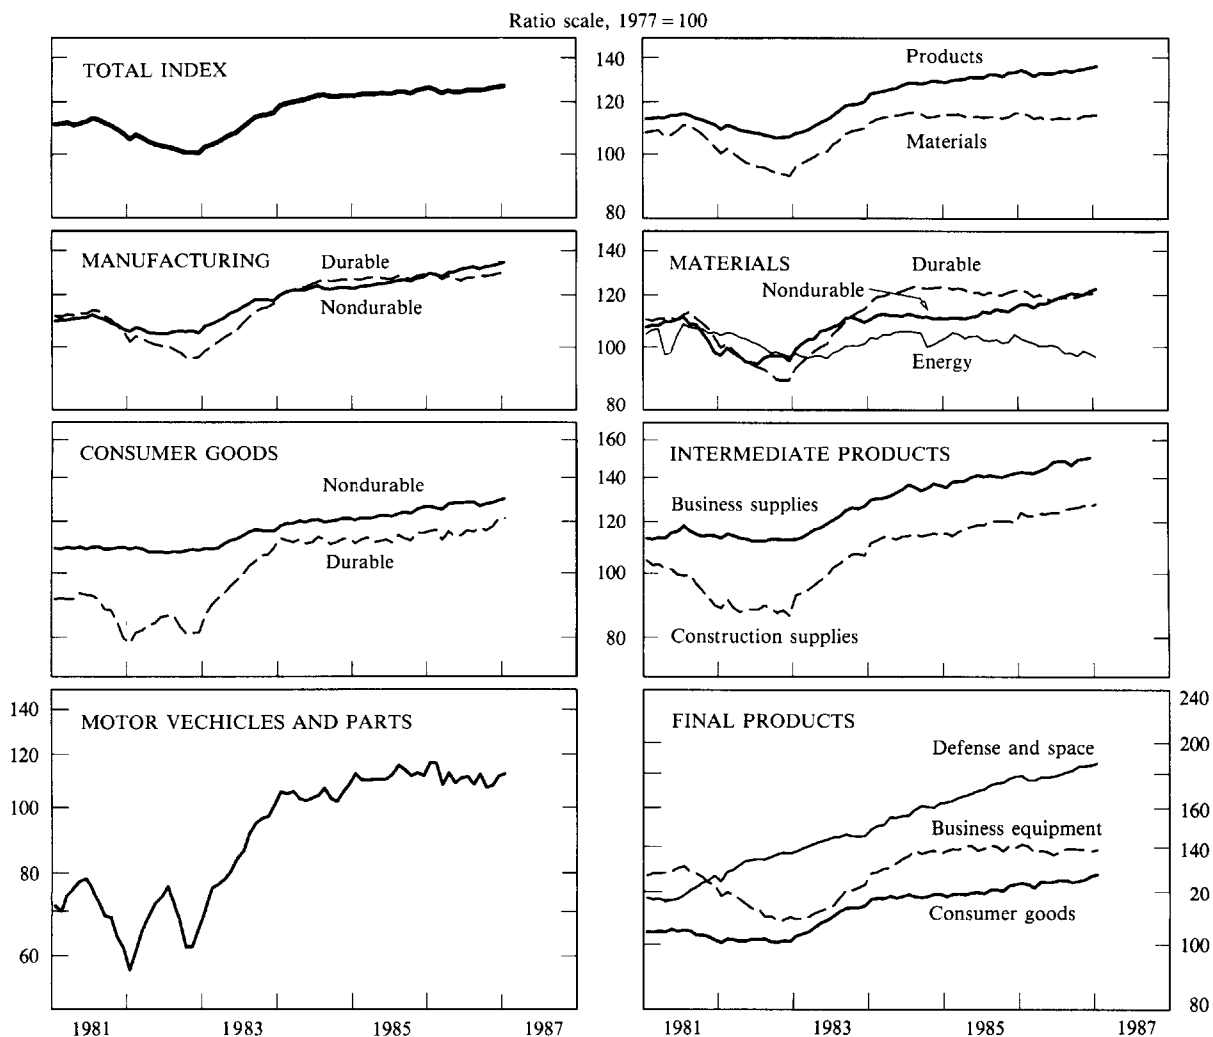 Ratio scale, 1977 = 100
TOTAL INDEX
140
120
100
80
Products
Materials
MANUFACTURING
Durable
Nondurable
140
120
100
80
MATERIALS
Durable
Nondurable
Energy
CONSUMER GOODS
Nondurable
Durable
160
140
120
100
80
INTERMEDIATE PRODUCTS
Business supplies
Construction supplies
140
120
100
80
60
MOTOR VECHICLES AND PARTS
FINAL PRODUCTS
Defense and space
Business equipment
Consumer goods
240
200
160
140
20
100
80
1981 1983 1985 1987
1981 1983 1985 1987